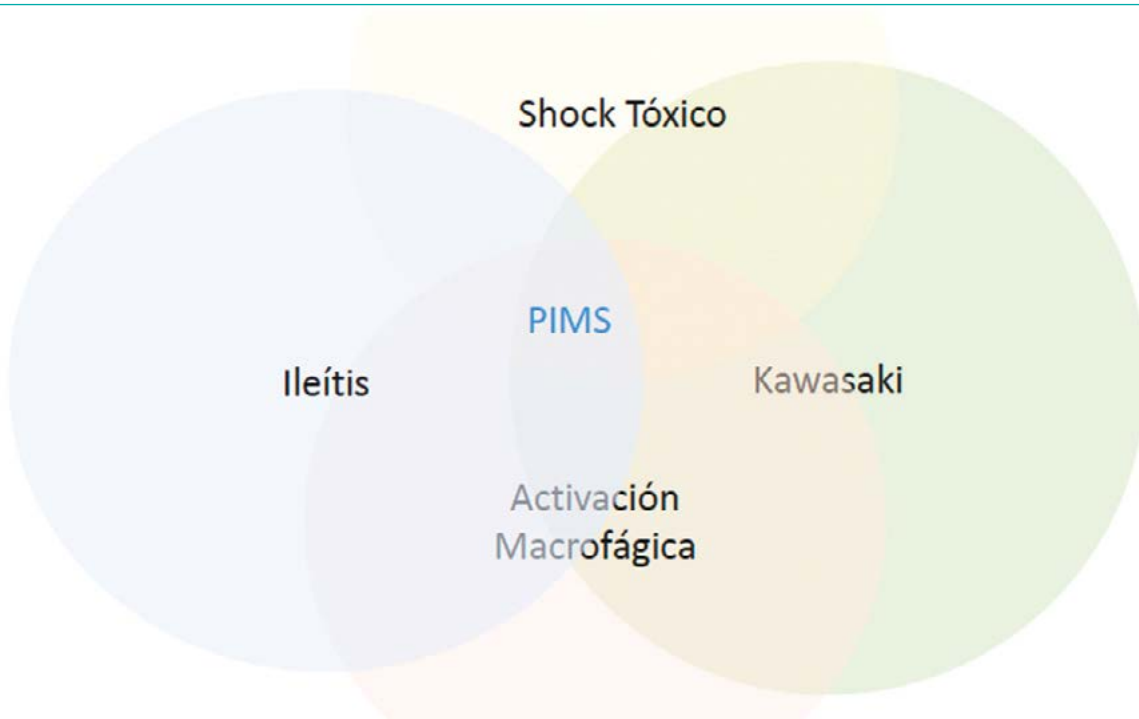 Shock Tóxico
PIMS
Ileítis
Kawasaki
Activación
Macrofágica